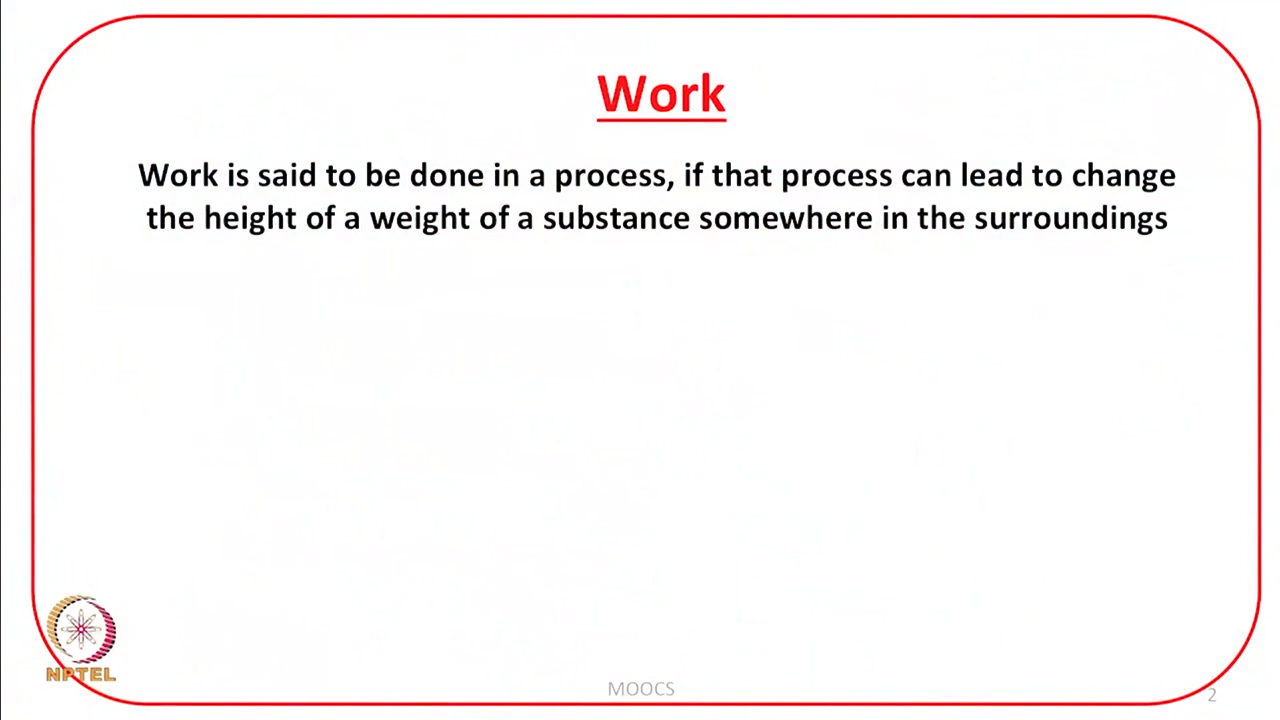 Work
Work is said to be done in a process, if that process can lead to change
the height of a weight of a substance somewhere in the surroundings
NPTEL
MOOCS
2